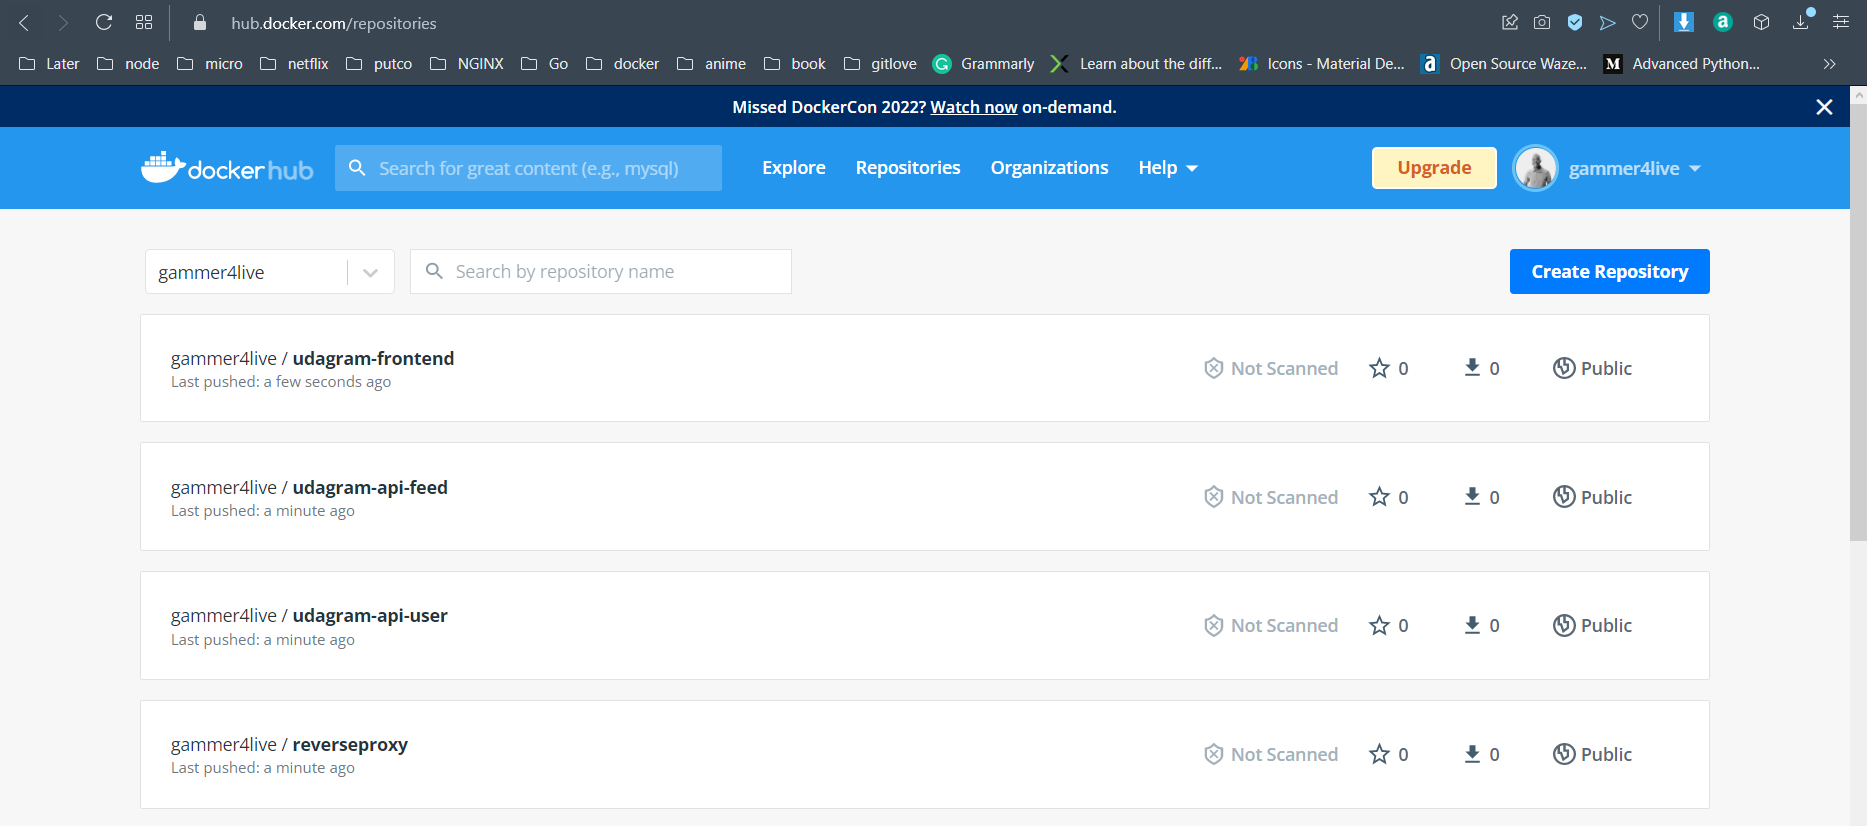 hub.docker.com/repositories
Later node micro netflix putco NGINX Go docker anime book gitlove Grammarly Learn about the diff... Icons - Material De... Open Source Waze... Advanced Python...
Missed DockerCon 2022? Watch now on-demand.
docker hub Search for great content (e.g., mysql) Explore Repositories Organizations Help Upgrade gammer4live
gammer4live Search by repository name Create Repository
gammer4live / udagram-frontend
Last pushed: a few seconds ago
Not Scanned 0 0 Public
gammer4live / udagram-api-feed
Last pushed: a minute ago
Not Scanned 0 0 Public
gammer4live / udagram-api-user
Last pushed: a minute ago
Not Scanned 0 0 Public
gammer4live / reverseproxy
Last pushed: a minute ago
Not Scanned 0 0 Public